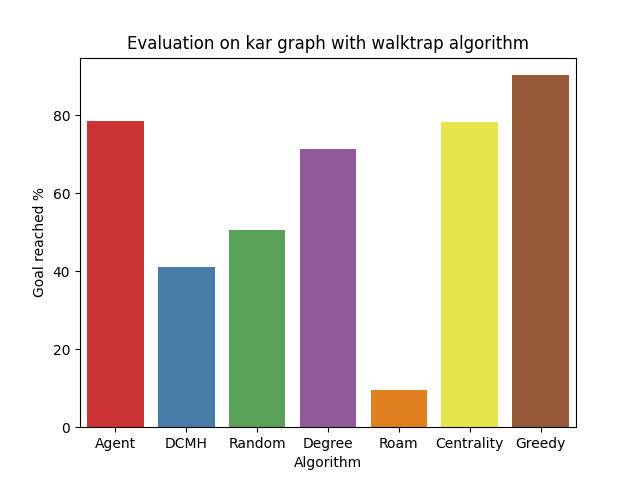 Evaluation on kar graph with walktrap algorithm
Goal reached %
80
60
40
20
0
Agent DCMH Random Degree Roam Centrality Greedy
Algorithm